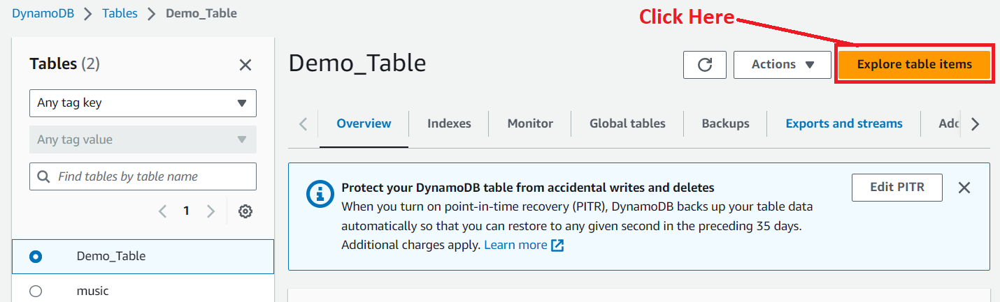 DynamoDB > Tables > Demo_Table
Click Here
Tables (2)
Any tag key
Any tag value
Find tables by table name
1
Demo_Table
music
Demo_Table
Actions
Explore table items
Overview
Indexes
Monitor
Global tables
Backups
Exports and streams
Protect your DynamoDB table from accidental writes and deletes
When you turn on point-in-time recovery (PITR), DynamoDB backs up your table data
automatically so that you can restore to any given second in the preceding 35 days.
Additional charges apply. Learn more
Edit PITR